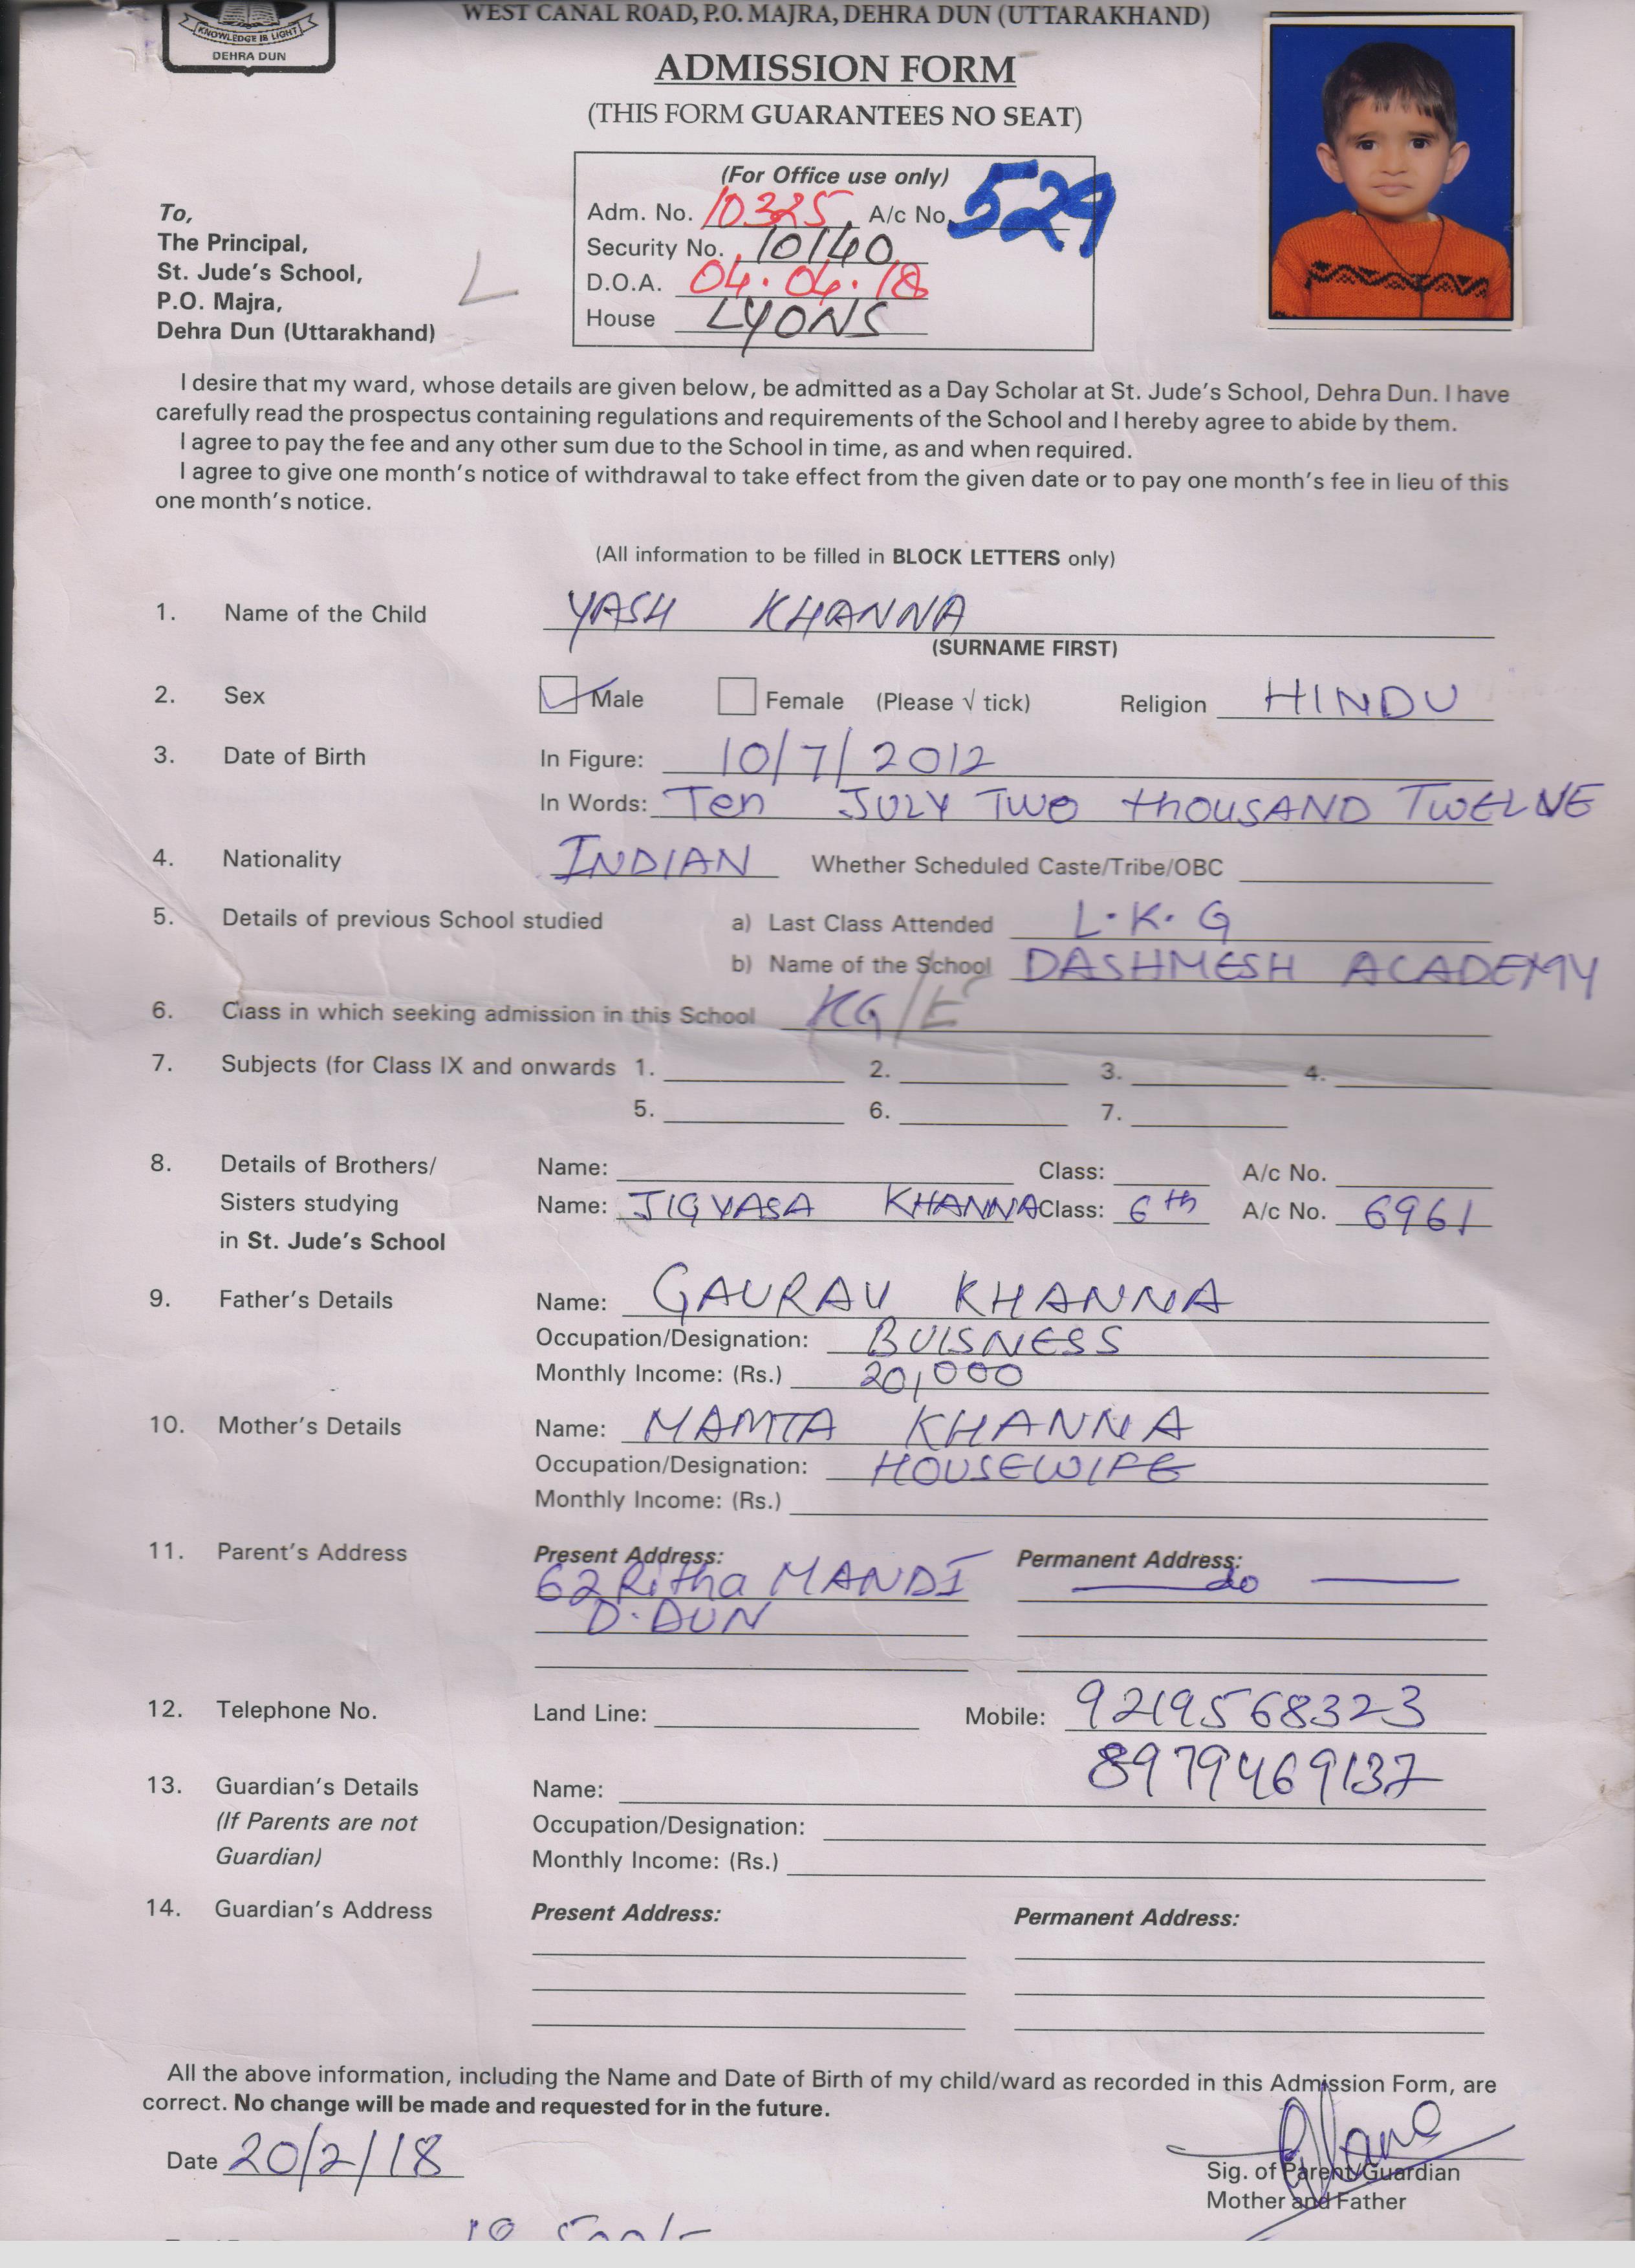 WEST CANAL ROAD, P.O. MAJRA, DEHRA DUN (UTTARAKHAND)
KNOWLEDGE IS LIGHT
DEHRA DUN
ADMISSION FORM
(THIS FORM GUARANTEES NO SEAT)
(For Office use only)
Adm. No. 10325 A/c No. 529
Security No. 10140
D.O.A. 04.04.18
House LYONS
To,
The Principal,
St. Jude's School,
P.O. Majra,
Dehra Dun (Uttarakhand)
I desire that my ward, whose details are given below, be admitted as a Day Scholar at St. Jude's School, Dehra Dun. I have
carefully read the prospectus containing regulations and requirements of the School and I hereby agree to abide by them.
I agree to pay the fee and any other sum due to the School in time, as and when required.
I agree to give one month's notice of withdrawal to take effect from the given date or to pay one month's fee in lieu of this
one month's notice.
(All information to be filled in BLOCK LETTERS only)
1. Name of the Child YASH KHANNA
(SURNAME FIRST)
2. Sex Male Female (Please √ tick) Religion HINDU
3. Date of Birth In Figure: 10/7/2012
In Words: Ten JULY TWO thOUSAND TWELVE
4. Nationality INDIAN Whether Scheduled Caste/Tribe/OBC
5. Details of previous School studied a) Last Class Attended L.K.G
b) Name of the School DASHMESH ACADEMY
6. Class in which seeking admission in this School KG/E
7. Subjects (for Class IX and onwards 1. 2. 3. 4.
5. 6. 7.
8. Details of Brothers/ Name: Class: A/c No.
Sisters studying Name: JIGYASA KHANNA Class: 6th A/c No. 6961
in St. Jude's School
9. Father's Details Name: GAURAV KHANNA
Occupation/Designation: BUISNESS
Monthly Income: (Rs.) 20,000
10. Mother's Details Name: MAMTA KHANNA
Occupation/Designation: HOUSEWIFE
Monthly Income: (Rs.)
11. Parent's Address Present Address: Permanent Address:
62 Ritha MANDI do
D.DUN
12. Telephone No. Land Line: Mobile: 9219568323
8979469137
13. Guardian's Details Name:
(If Parents are not Occupation/Designation:
Guardian) Monthly Income: (Rs.)
14. Guardian's Address Present Address: Permanent Address:
All the above information, including the Name and Date of Birth of my child/ward as recorded in this Admission Form, are
correct. No change will be made and requested for in the future.
Date 20/2/18
Sig. of Parent/Guardian
Mother and Father